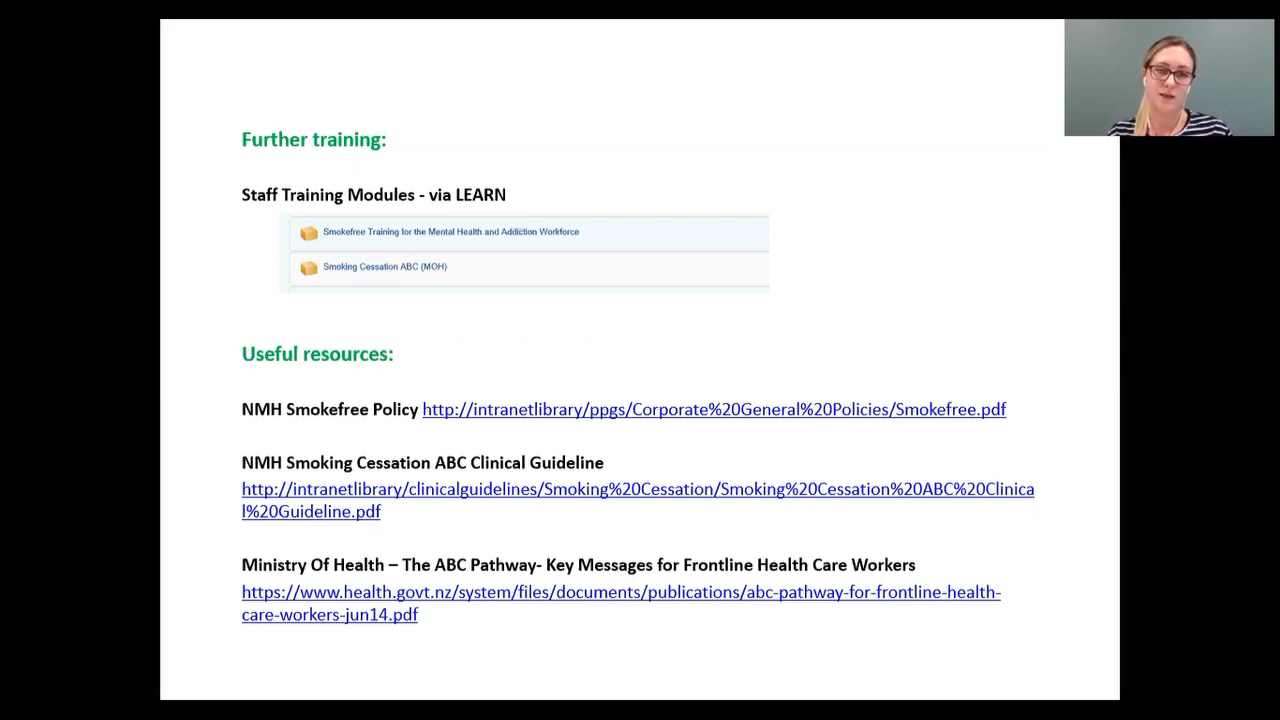 Further training:
Staff Training Modules - via LEARN
Smokefree Training for the Mental Health and Addiction Workforce
Smoking Cessation ABC (MOH)
Useful resources:
NMH Smokefree Policy http://intranetlibrary/ppgs/Corporate%20General%20Policies/Smokefree.pdf
NMH Smoking Cessation ABC Clinical Guideline
http://intranetlibrary/clinicalguidelines/Smoking%20Cessation/Smoking%20Cessation%20ABC%20Clinica
l%20Guideline.pdf
Ministry Of Health – The ABC Pathway- Key Messages for Frontline Health Care Workers
https://www.health.govt.nz/system/files/documents/publications/abc-pathway-for-frontline-health-
care-workers-jun14.pdf